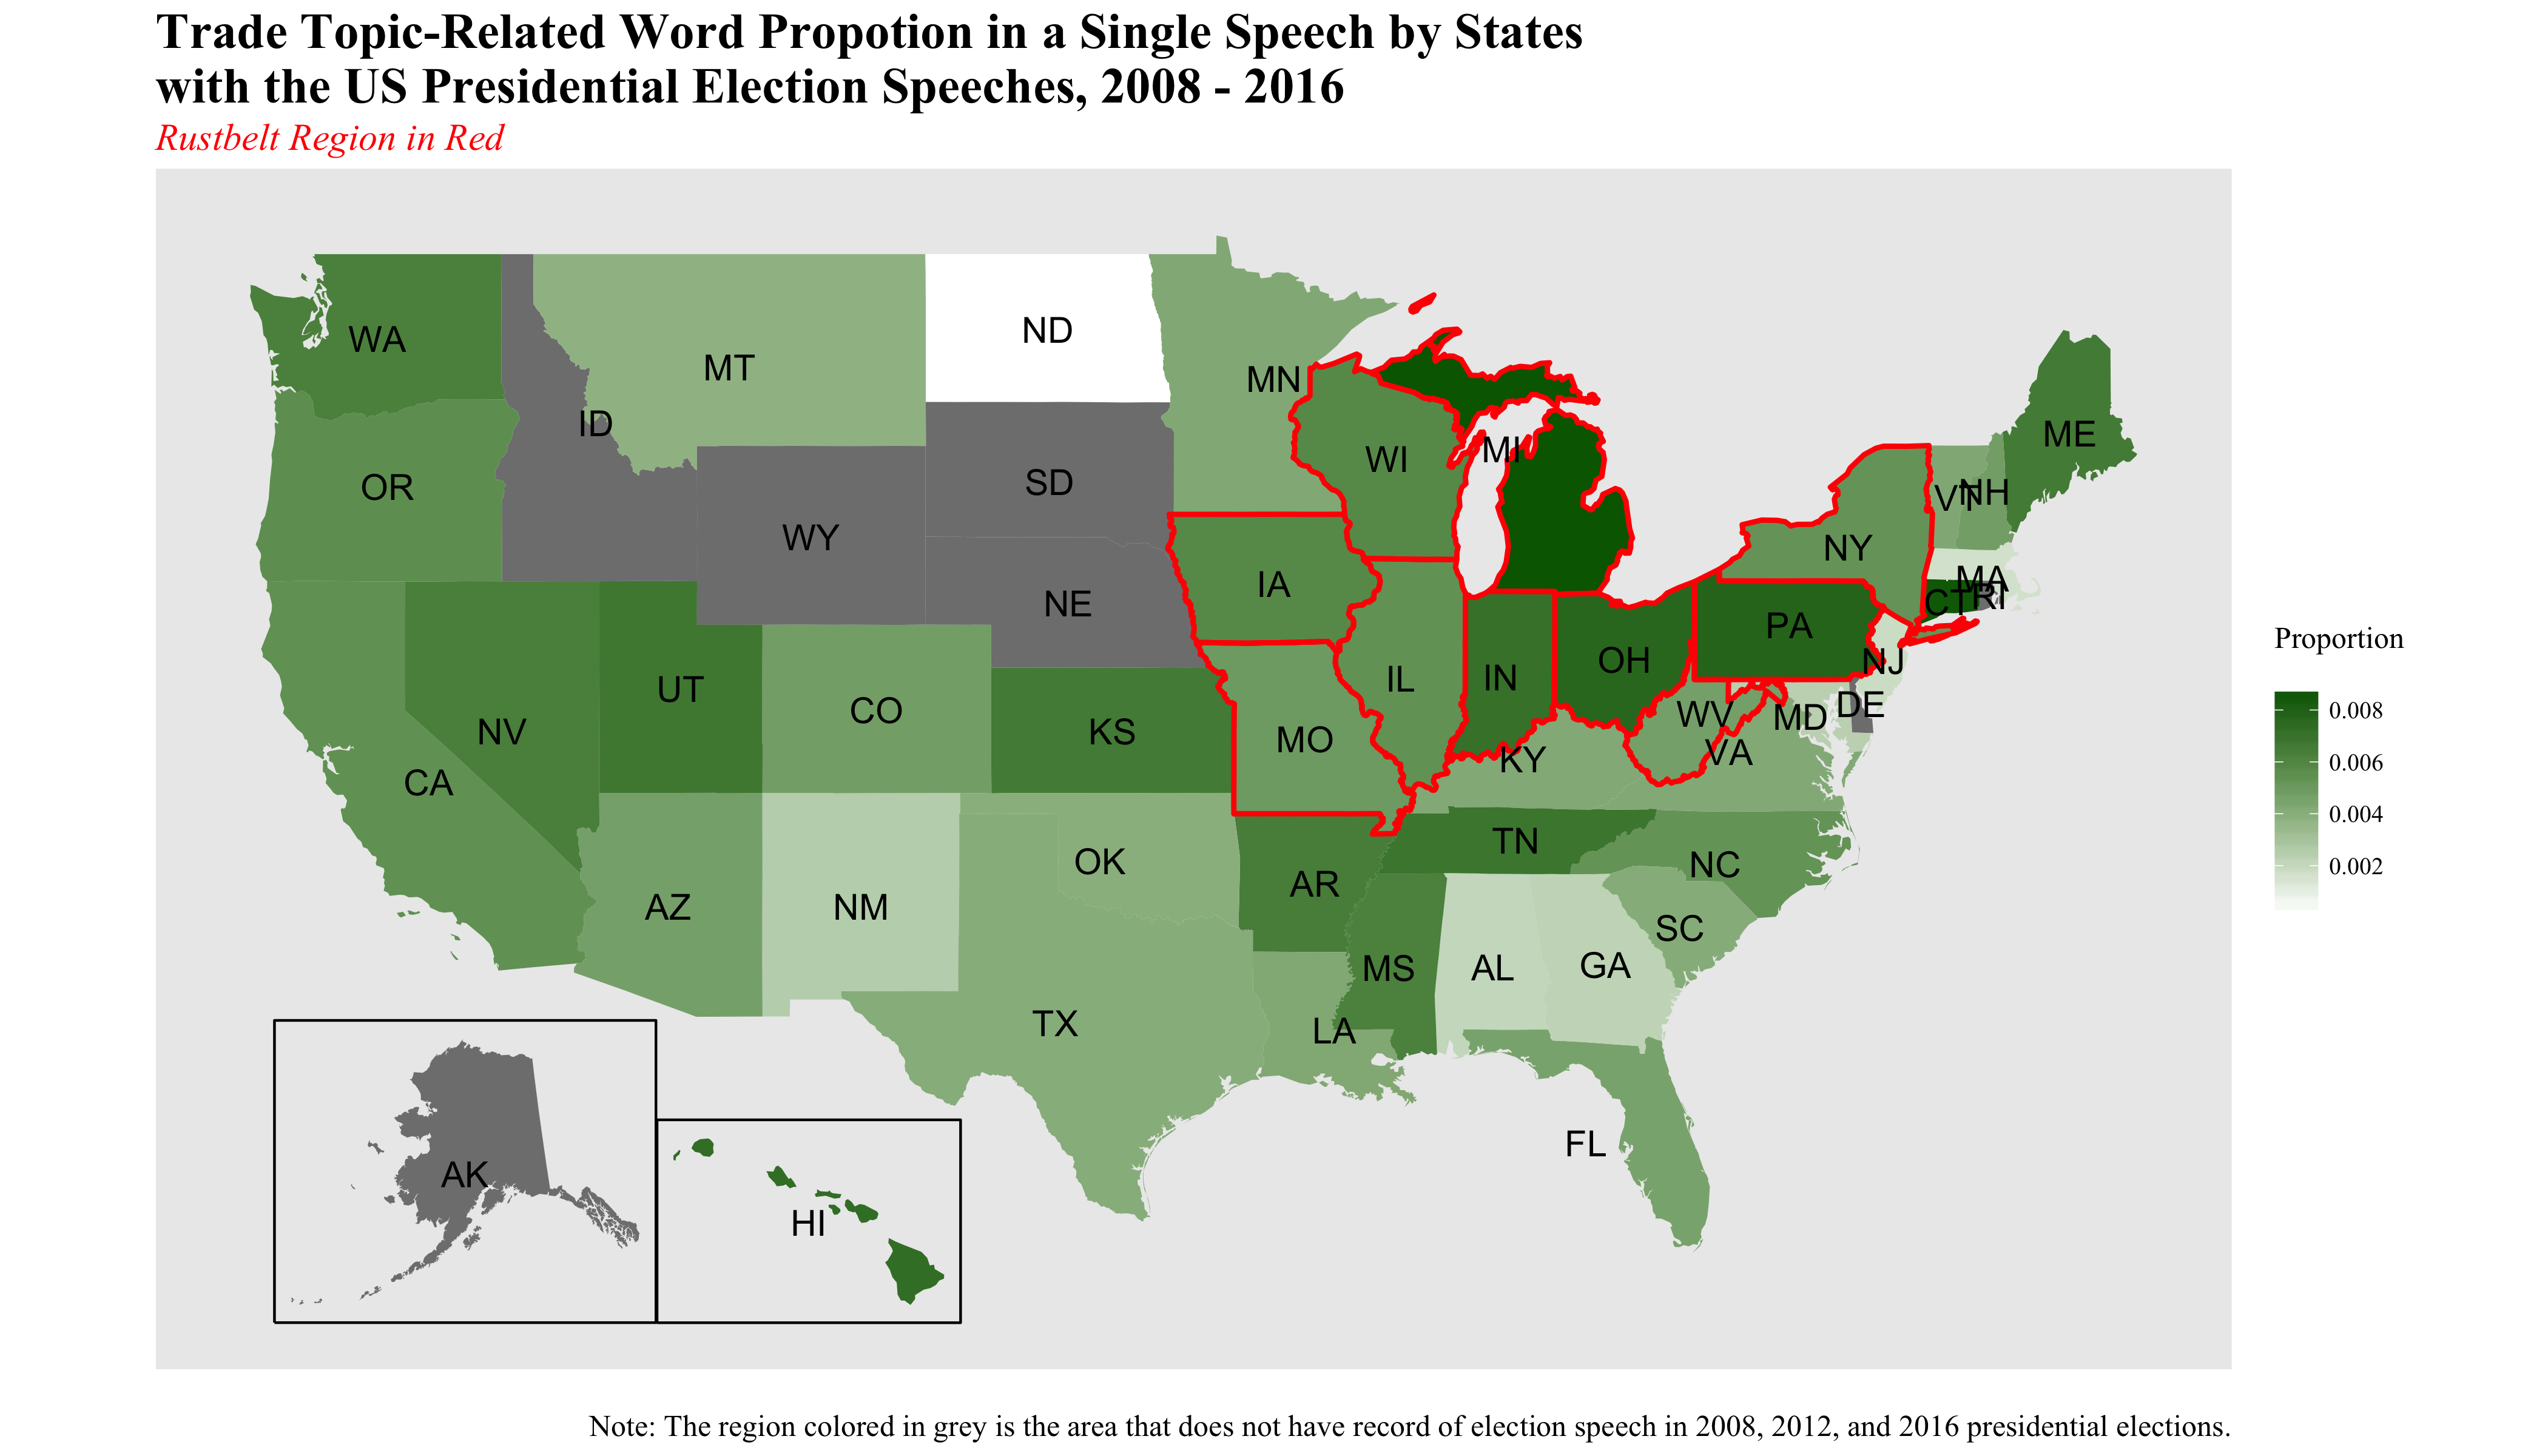 Trade Topic-Related Word Propotion in a Single Speech by States
with the US Presidential Election Speeches, 2008 - 2016
Rustbelt Region in Red
WA
MT
ND
MN
ID
OR
WY
SD
NE
WI
MI
IA
NY
VT
NH
ME
MA
CT
RI
PA
NJ
NV
UT
CO
KS
CA
MO
IL
IN
OH
WV
VA
MD
DE
KY
AZ
NM
OK
AR
TN
NC
SC
MS
AL
GA
TX
LA
FL
AK
HI
Proportion
0.008
0.006
0.004
0.002
Note: The region colored in grey is the area that does not have record of election speech in 2008, 2012, and 2016 presidential elections.